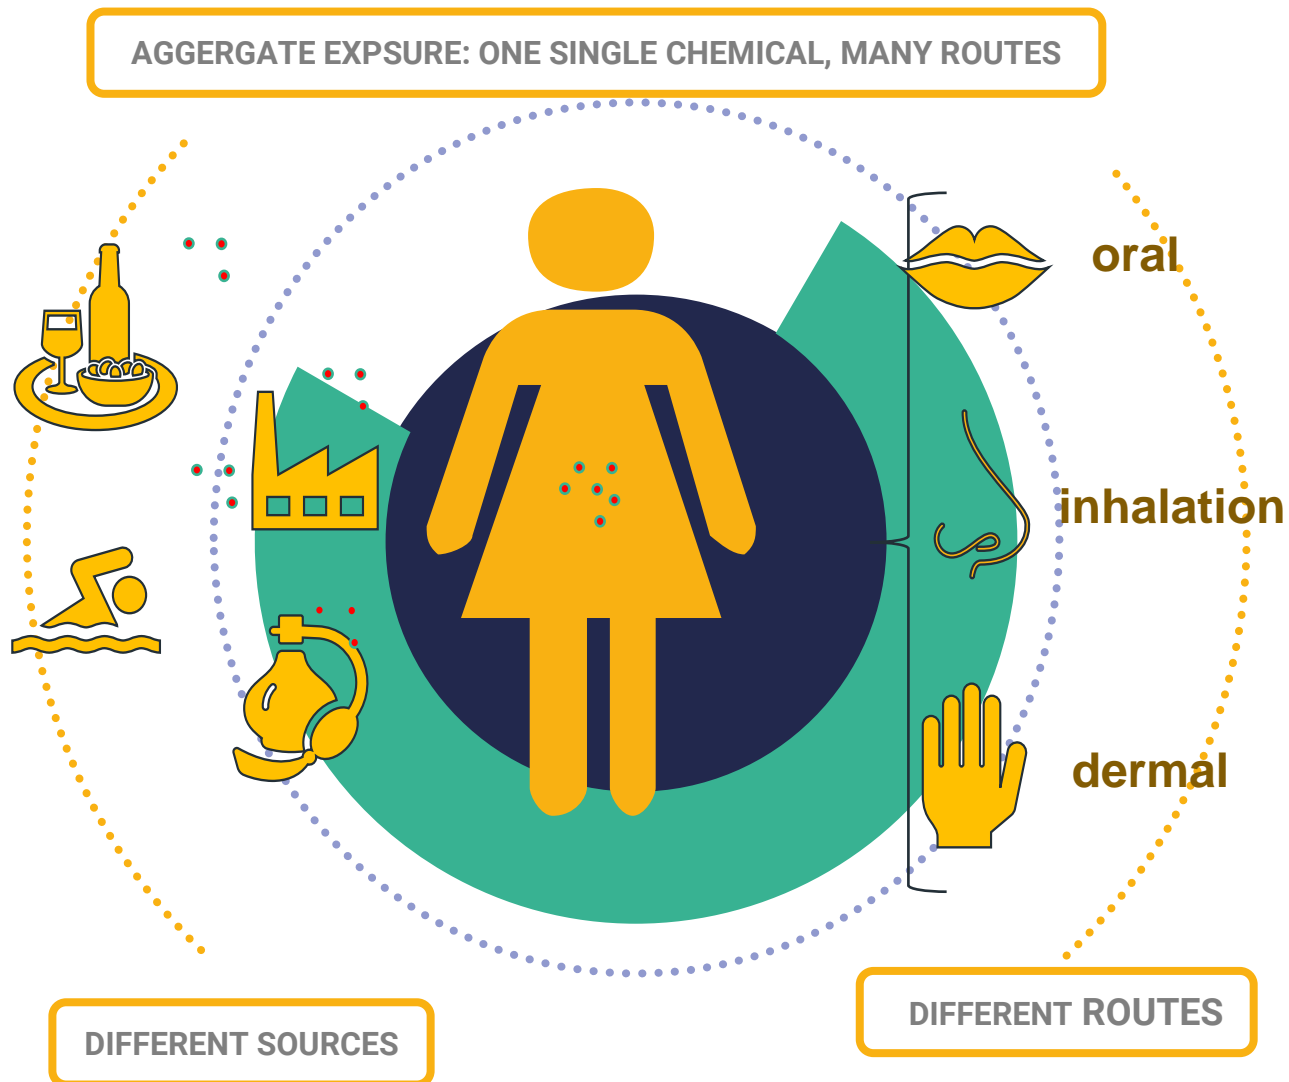 AGGERGATE EXPSURE: ONE SINGLE CHEMICAL, MANY ROUTES
oral
inhalation
dermal
DIFFERENT SOURCES
DIFFERENT ROUTES